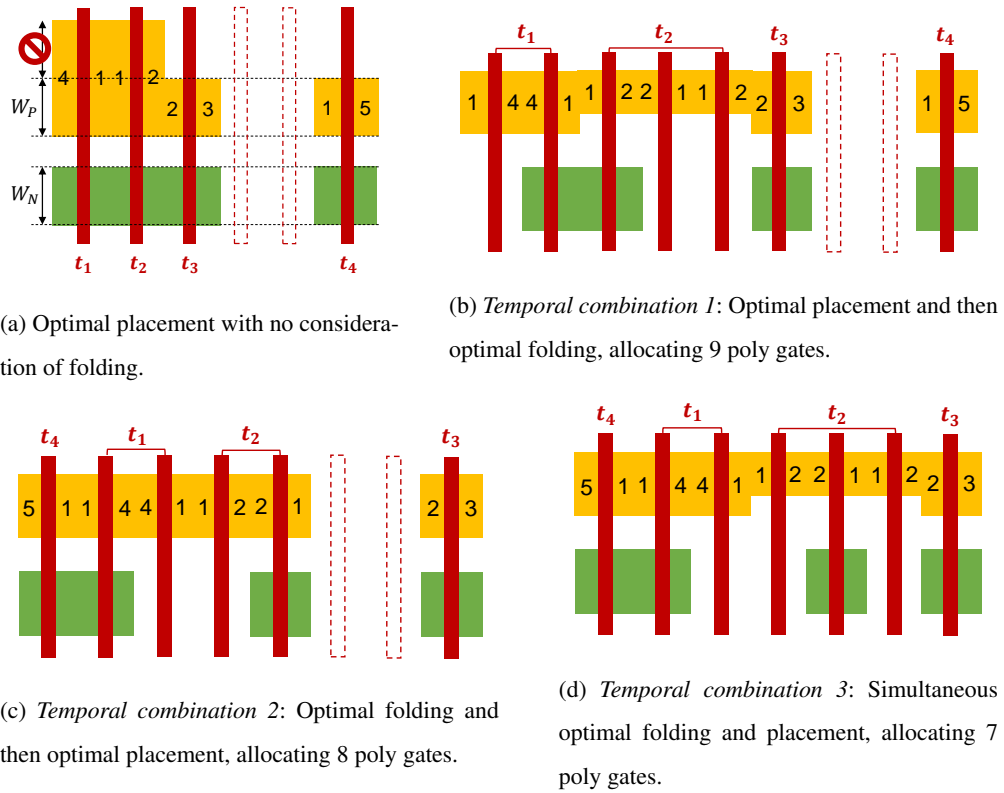 4 1 1 2
2 3
1 5
W_P
W_N
t_1 t_2 t_3 t_4
(a) Optimal placement with no considera-
tion of folding.
t_1 t_2 t_3 t_4
1 4 4 1 1 2 2 1 1 2 2 3 1 5
(b) Temporal combination 1: Optimal placement and then
optimal folding, allocating 9 poly gates.
t_4 t_1 t_2 t_3
5 1 1 4 4 1 1 2 2 1 2 3
(c) Temporal combination 2: Optimal folding and
then optimal placement, allocating 8 poly gates.
t_4 t_1 t_2 t_3
5 1 1 4 4 1 1 2 2 1 1 2 2 3
(d) Temporal combination 3: Simultaneous
optimal folding and placement, allocating 7
poly gates.